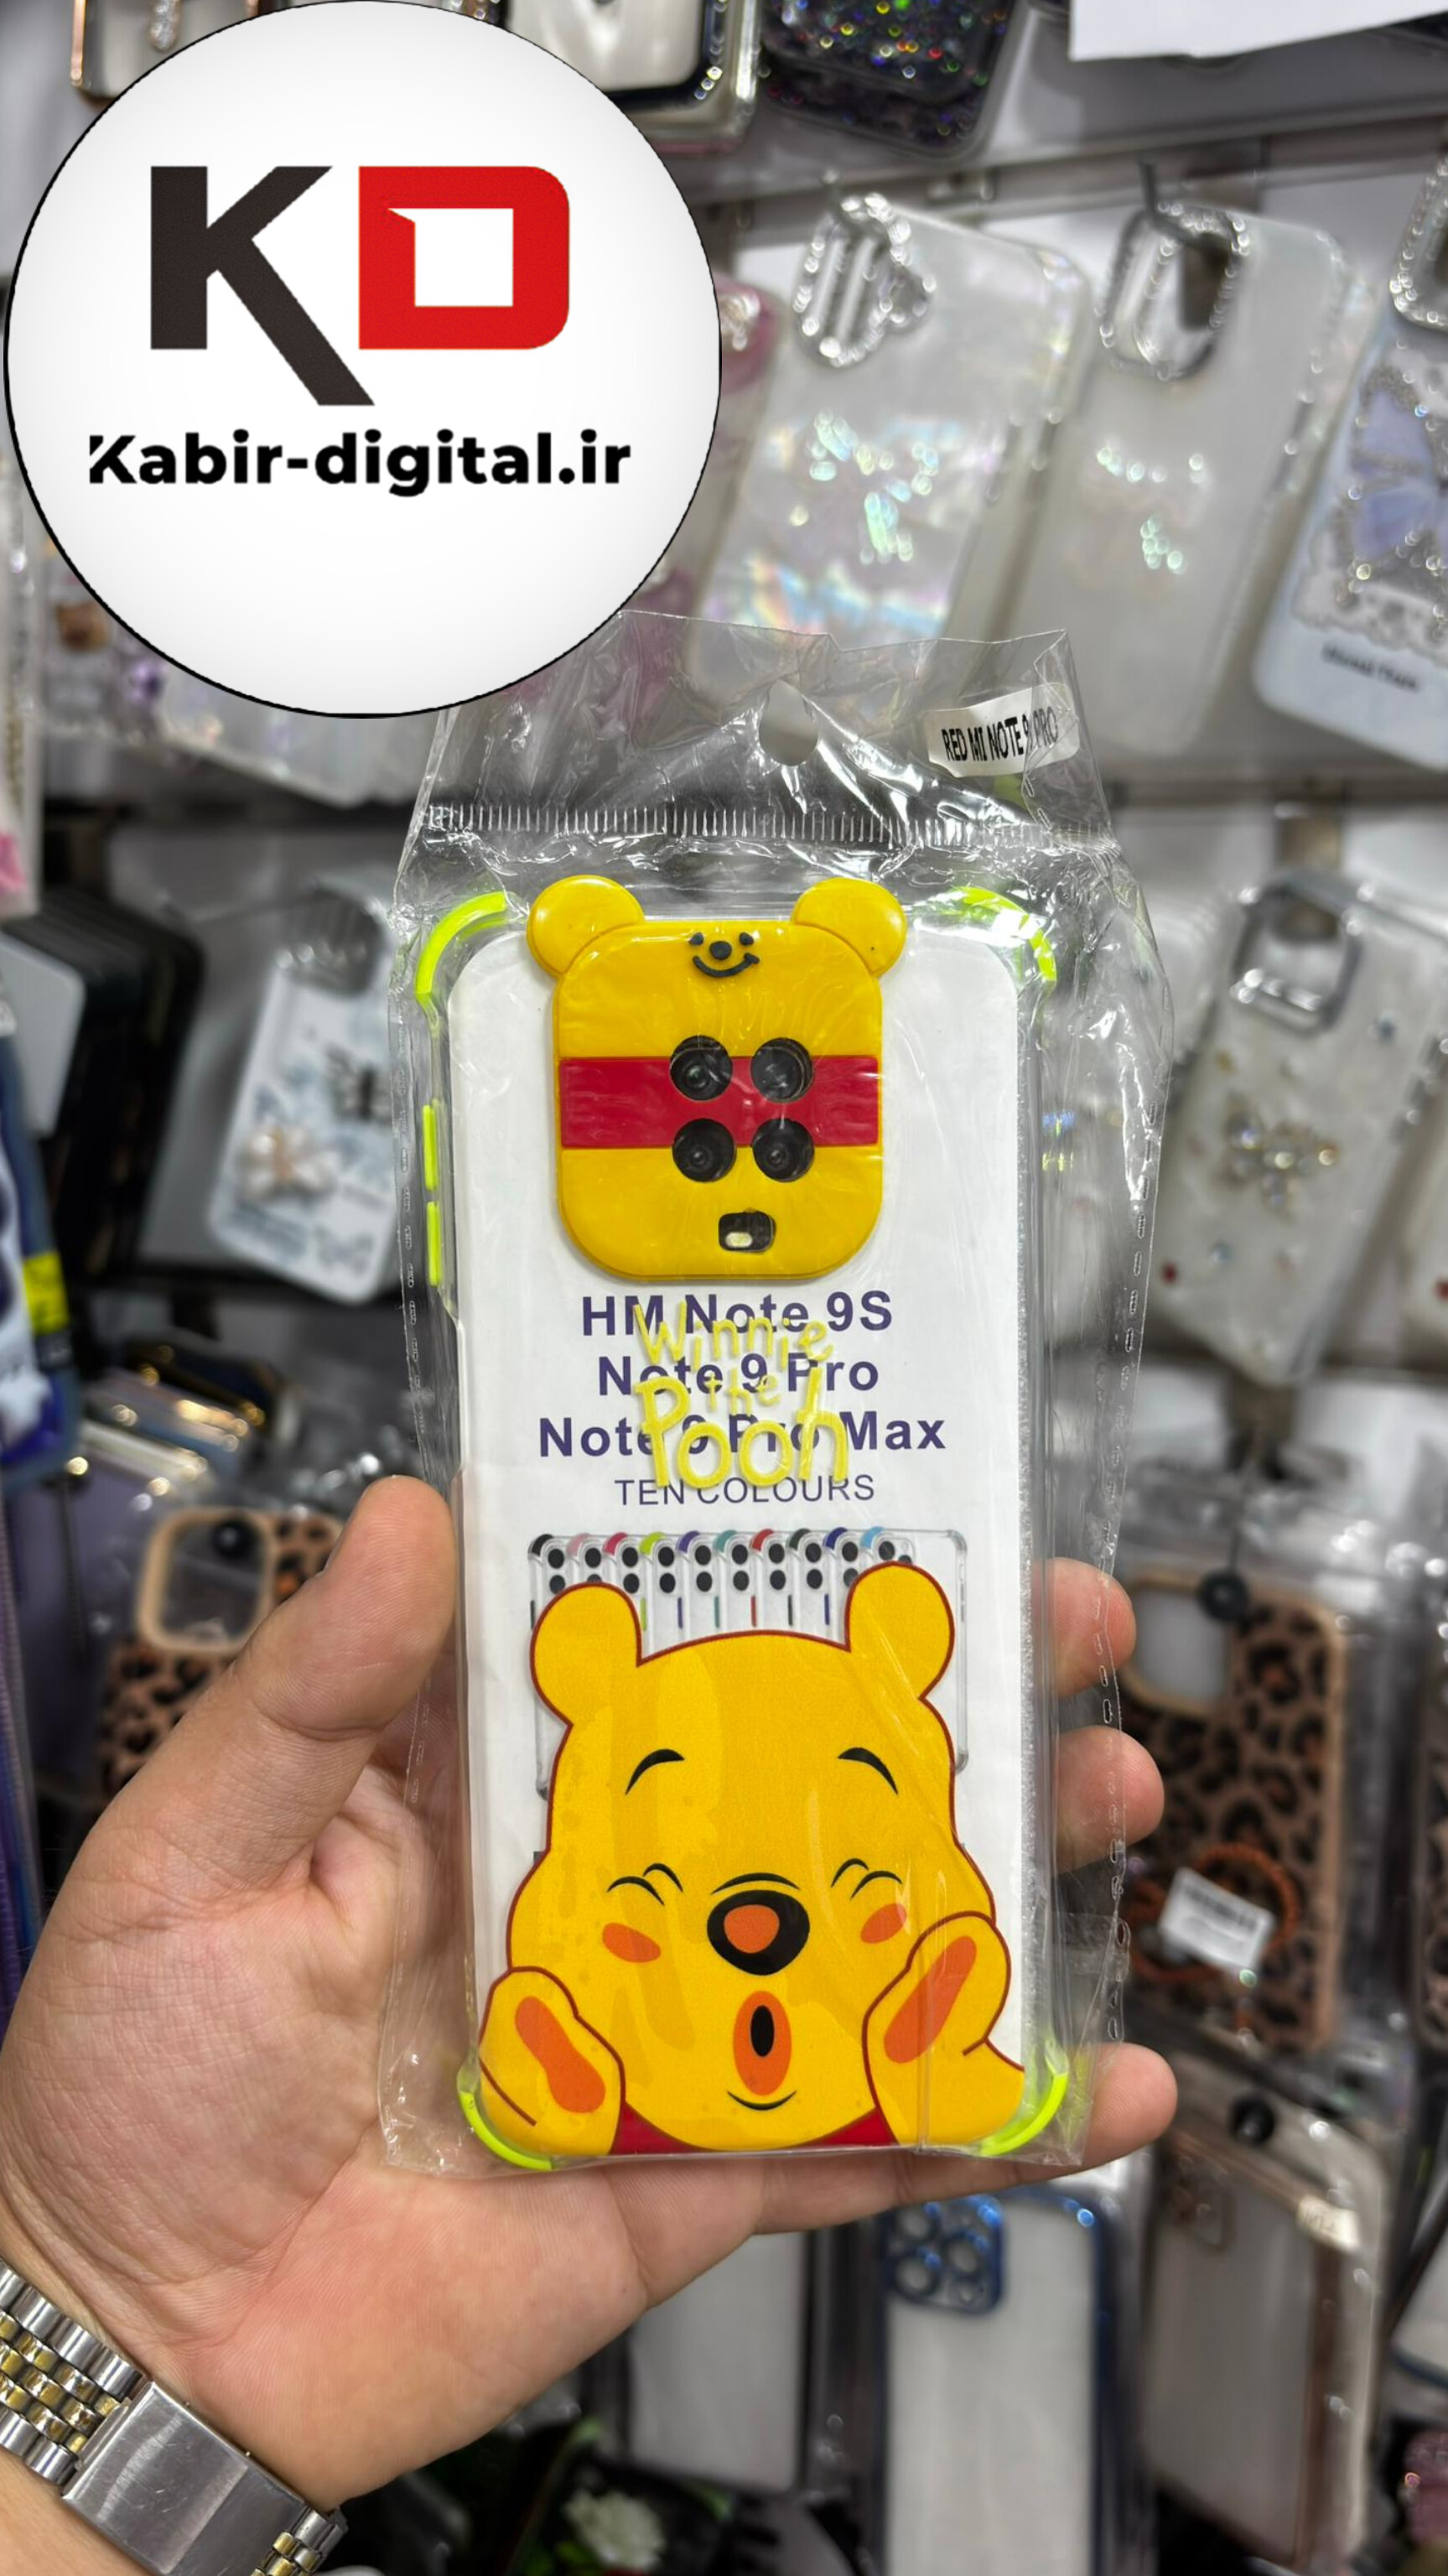 KD
Kabir-digital.ir
RED MI NOTE 9 PRO
HM Note 9S
Winnie
Note 9 Pro
the
Note 9 Pro Max
Pooh
TEN COLOURS